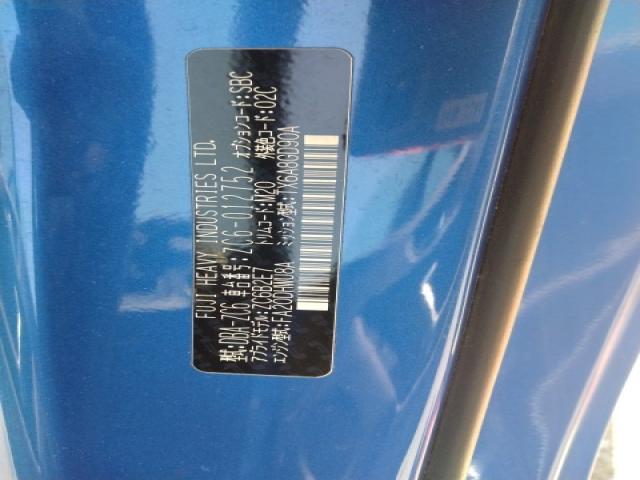 FUJI HEAVY INDUSTRIES LTD.
型式:DBA-ZC6 車台番号:ZC6-012752 オプションコード:SBC
アプライドモデル:ZC6B2E7 トリムコード:M20 外装色コード:02C
エンジン型式:FA20DHWUBA ミッション型式:TX6A8GD90A